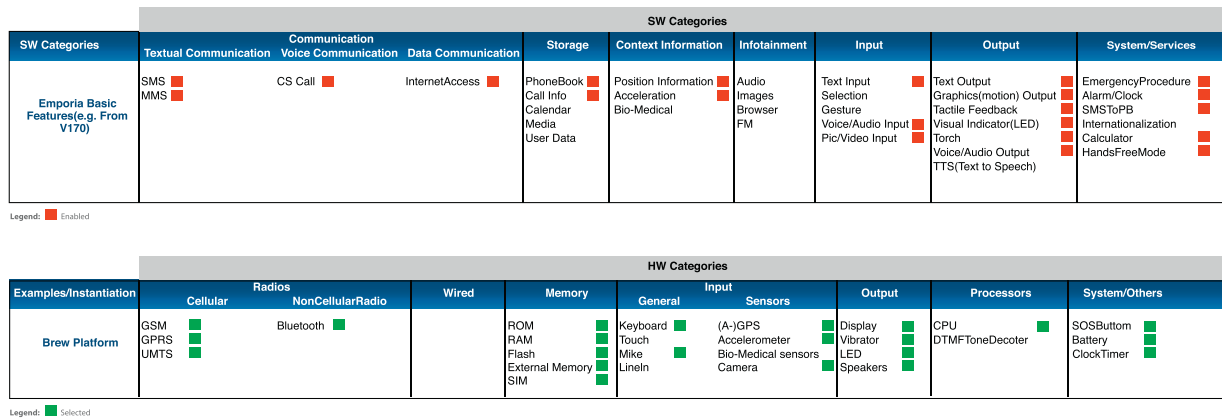 SW Categories
SW Categories
Communication
Textual Communication
Voice Communication
Data Communication
Storage
Context Information
Infotainment
Input
Output
System/Services
Emporia Basic
Features(e.g. From
V170)
SMS
MMS
CS Call
InternetAccess
PhoneBook
Call Info
Calendar
Media
User Data
Position Information
Acceleration
Bio-Medical
Audio
Images
Browser
FM
Text Input
Selection
Gesture
Voice/Audio Input
Pic/Video Input
Text Output
Graphics(motion) Output
Tactile Feedback
Visual Indicator(LED)
Torch
Voice/Audio Output
TTS(Text to Speech)
EmergencyProcedure
Alarm/Clock
SMSToPB
Internationalization
Calculator
HandsFreeMode
Legend: Enabled
HW Categories
Examples/Instantiation
Radios
Cellular
NonCellularRadio
Wired
Memory
Input
General
Sensors
Output
Processors
System/Others
Brew Platform
GSM
GPRS
UMTS
Bluetooth
ROM
RAM
Flash
External Memory
SIM
Keyboard
Touch
Mike
LineIn
(A-)GPS
Accelerometer
Bio-Medical sensors
Camera
Display
Vibrator
LED
Speakers
CPU
DTMFToneDecoter
SOSButtom
Battery
ClockTimer
Legend: Selected